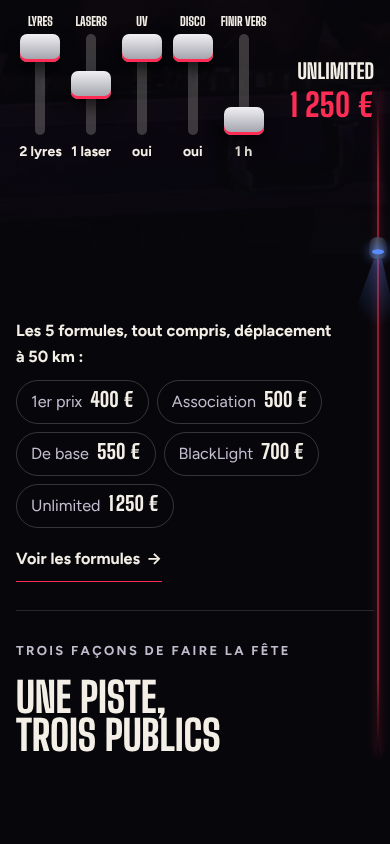 LYRES LASERS UV DISCO FINIR VERS
UNLIMITED
1 250 €
2 lyres 1 laser oui oui 1 h
Les 5 formules, tout compris, déplacement
à 50 km :
1er prix 400 € Association 500 €
De base 550 € BlackLight 700 €
Unlimited 1 250 €
Voir les formules →
TROIS FAÇONS DE FAIRE LA FÊTE
UNE PISTE,
TROIS PUBLICS